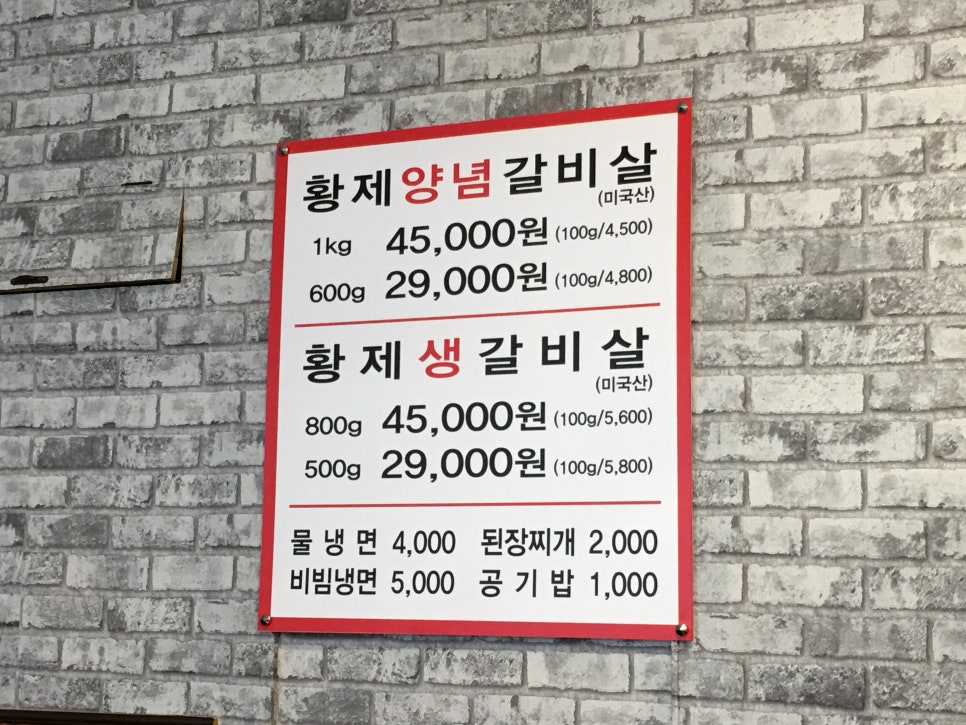 황제양념갈비살
(미국산)
1kg 45,000원 (100g/4,500)
600g 29,000원 (100g/4,800)
황제생갈비살
(미국산)
800g 45,000원 (100g/5,600)
500g 29,000원 (100g/5,800)
물냉면 4,000 된장찌개 2,000
비빔냉면 5,000 공기밥 1,000